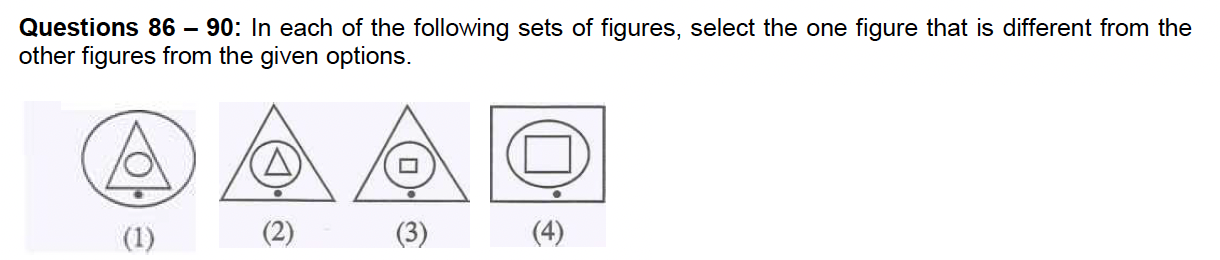 Questions 86 – 90: In each of the following sets of figures, select the one figure that is different from the
other figures from the given options.
(1) (2) (3) (4)